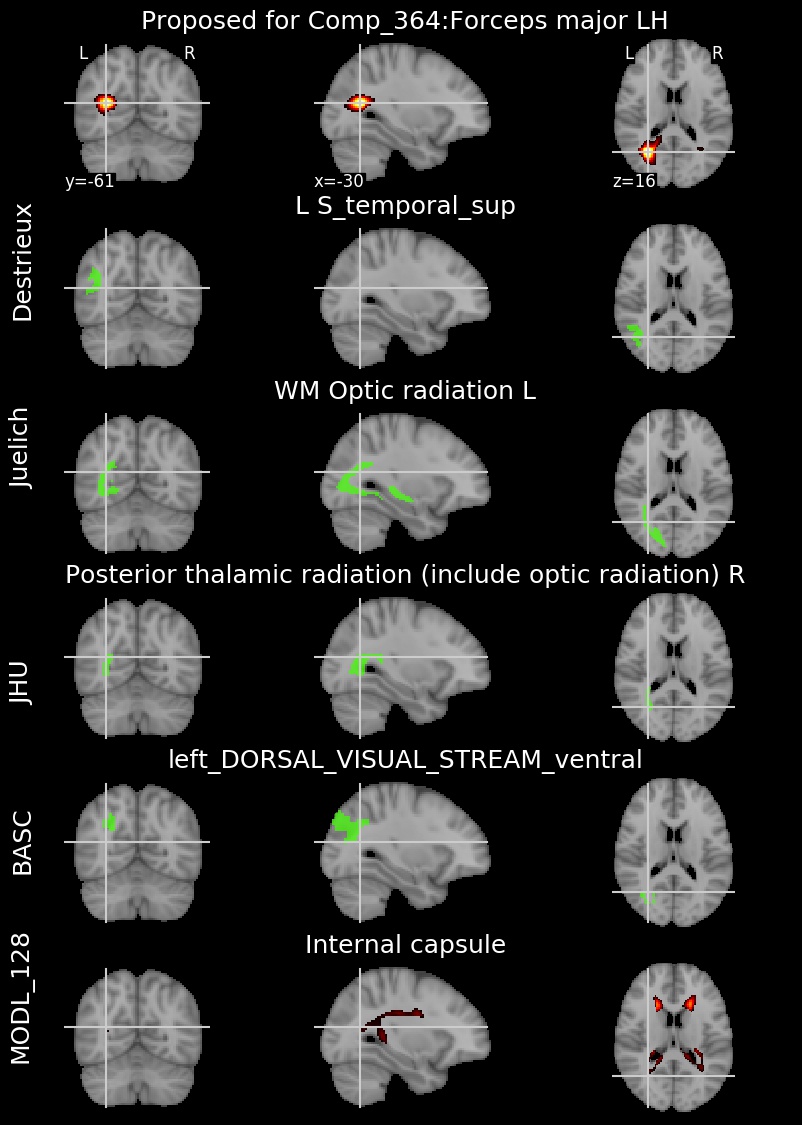 Proposed for Comp_364:Forceps major LH
L R L R
y=-61 x=-30 z=16
L S_temporal_sup
Destrieux
WM Optic radiation L
Juelich
Posterior thalamic radiation (include optic radiation) R
JHU
left_DORSAL_VISUAL_STREAM_ventral
BASC
Internal capsule
MODL_128